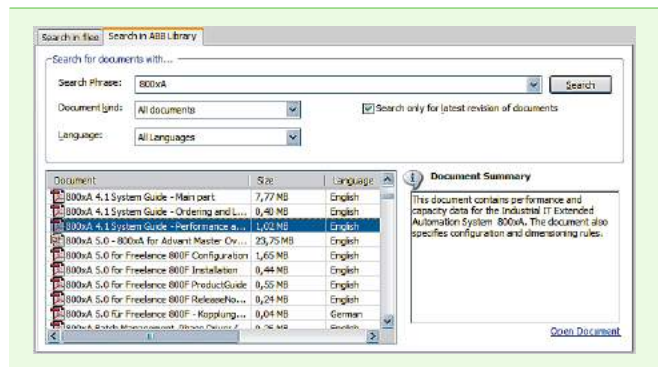 Search in files Search in ABB Library
Search for documents with...
Search Phrase: 800xA Search
Document kind: All documents Search only for latest revision of documents
Language: All Languages
Document Size Language
800xA 4.1 System Guide - Main part 7,77 MB English
800xA 4.1 System Guide - Ordering and L... 0,40 MB English
800xA 4.1 System Guide - Performance a... 1,02 MB English
800xA 5.0 - 800xA for Advant Master Ov... 23,75 MB English
800xA 5.0 for Freelance 800F Configuration 1,65 MB English
800xA 5.0 for Freelance 800F Installation 0,44 MB English
800xA 5.0 for Freelance 800F ProductGuide 0,55 MB English
800xA 5.0 for Freelance 800F ReleaseNo... 0,24 MB English
800xA 5.0 für Freelance 800F - Kopplung... 0,04 MB German
800xA Batch Management
Document Summary
This document contains performance and
capacity data for the Industrial IT Extended
Automation System 800xA. The document also
specifies configuration and dimensioning rules.
Open Document